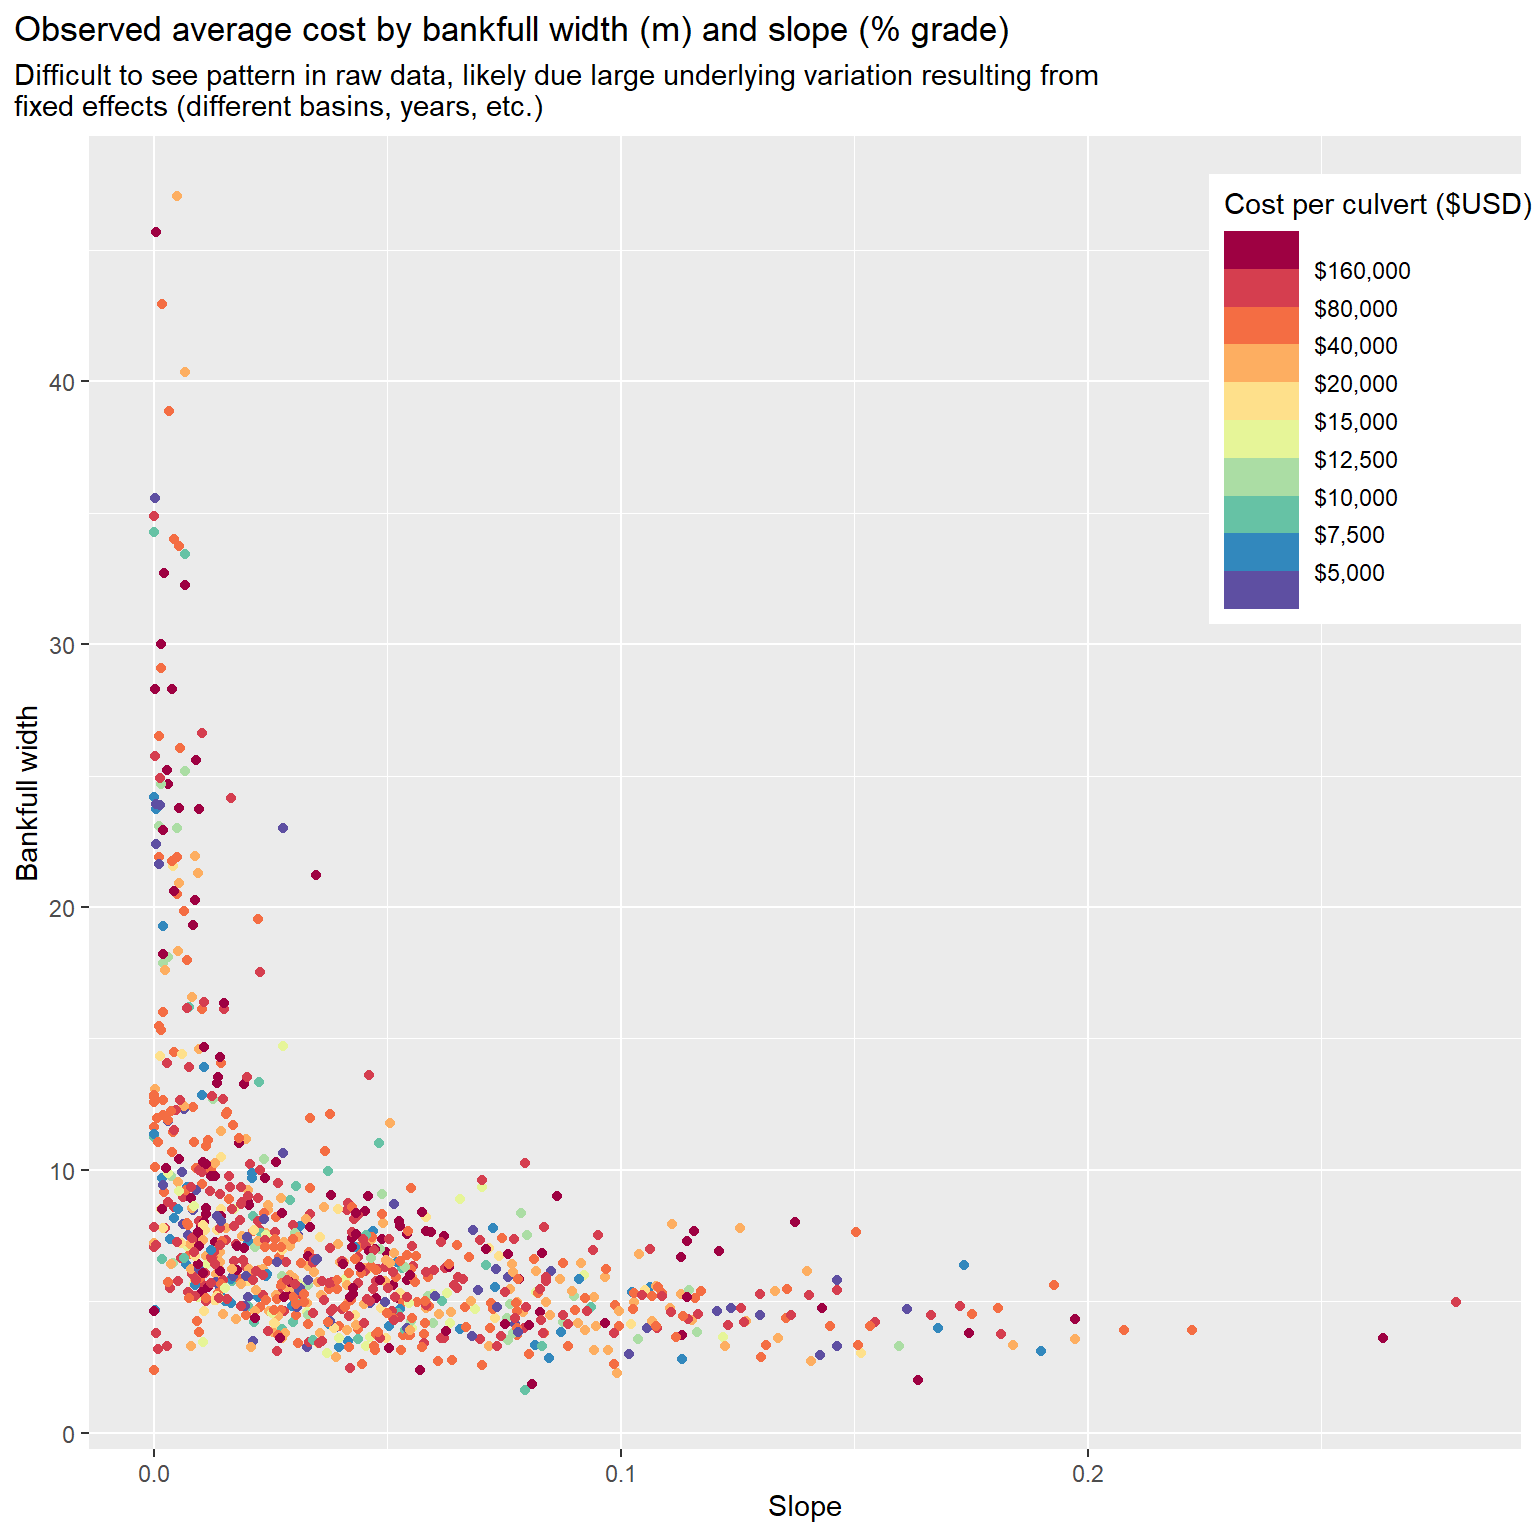 Observed average cost by bankfull width (m) and slope (% grade)
Difficult to see pattern in raw data, likely due large underlying variation resulting from
fixed effects (different basins, years, etc.)
Cost per culvert ($USD)
$160,000
$80,000
$40,000
$20,000
$15,000
$12,500
$10,000
$7,500
$5,000
Bankfull width
40
30
20
10
0
0.0
0.1
0.2
Slope